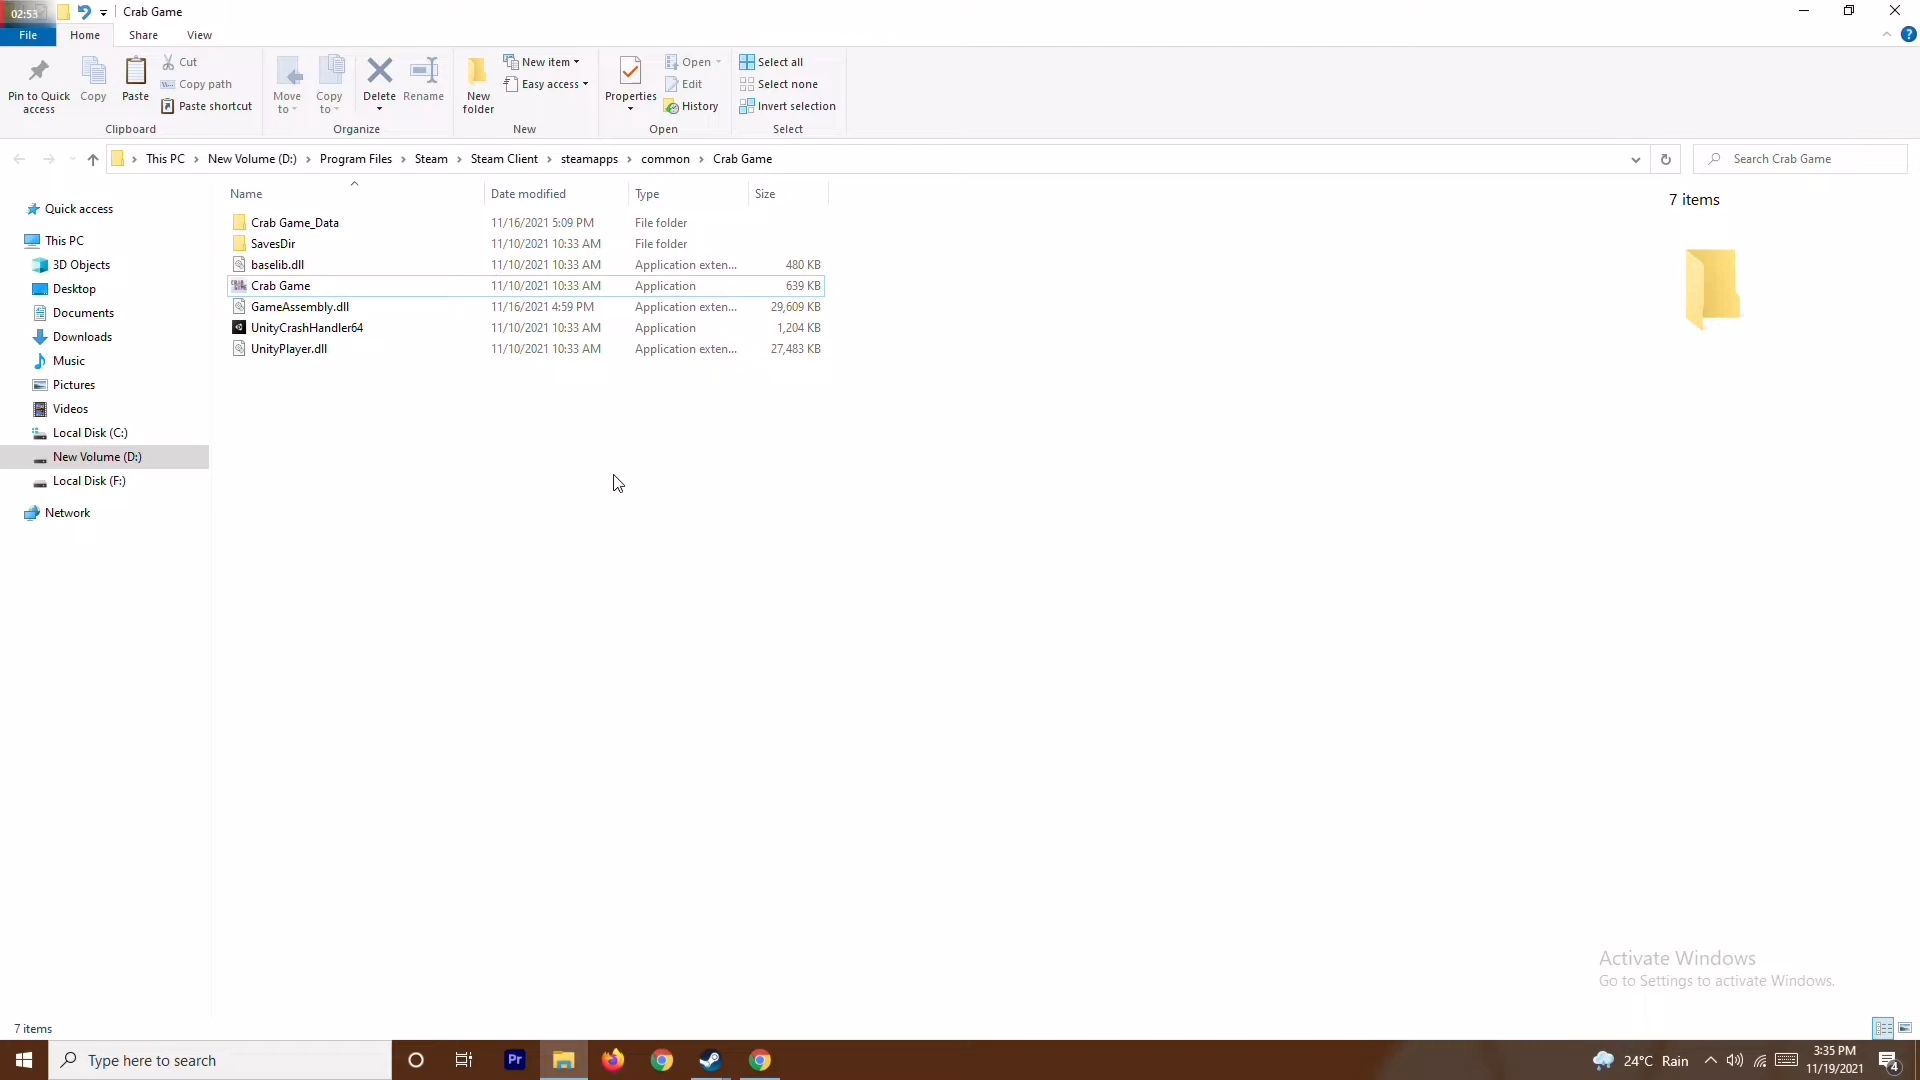 02:53
Crab Game
File Home Share View
Pin to Quick access
Copy
Paste
Cut
Copy path
Paste shortcut
Clipboard
Move to
Copy to
Delete
Rename
Organize
New folder
New item
Easy access
New
Properties
Open
Edit
History
Open
Select all
Select none
Invert selection
Select
This PC > New Volume (D:) > Program Files > Steam > Steam Client > steamapps > common > Crab Game
Search Crab Game
Quick access
This PC
3D Objects
Desktop
Documents
Downloads
Music
Pictures
Videos
Local Disk (C:)
New Volume (D:)
Local Disk (F:)
Network
Name Date modified Type Size
Crab Game_Data 11/16/2021 5:09 PM File folder
SavesDir 11/10/2021 10:33 AM File folder
baselib.dll 11/10/2021 10:33 AM Application exten... 480 KB
Crab Game 11/10/2021 10:33 AM Application 639 KB
GameAssembly.dll 11/16/2021 4:59 PM Application exten... 29,609 KB
UnityCrashHandler64 11/10/2021 10:33 AM Application 1,204 KB
UnityPlayer.dll 11/10/2021 10:33 AM Application exten... 27,483 KB
7 items
Activate Windows
Go to Settings to activate Windows.
7 items
Type here to search
Pr
24°C Rain
3:35 PM
11/19/2021
4